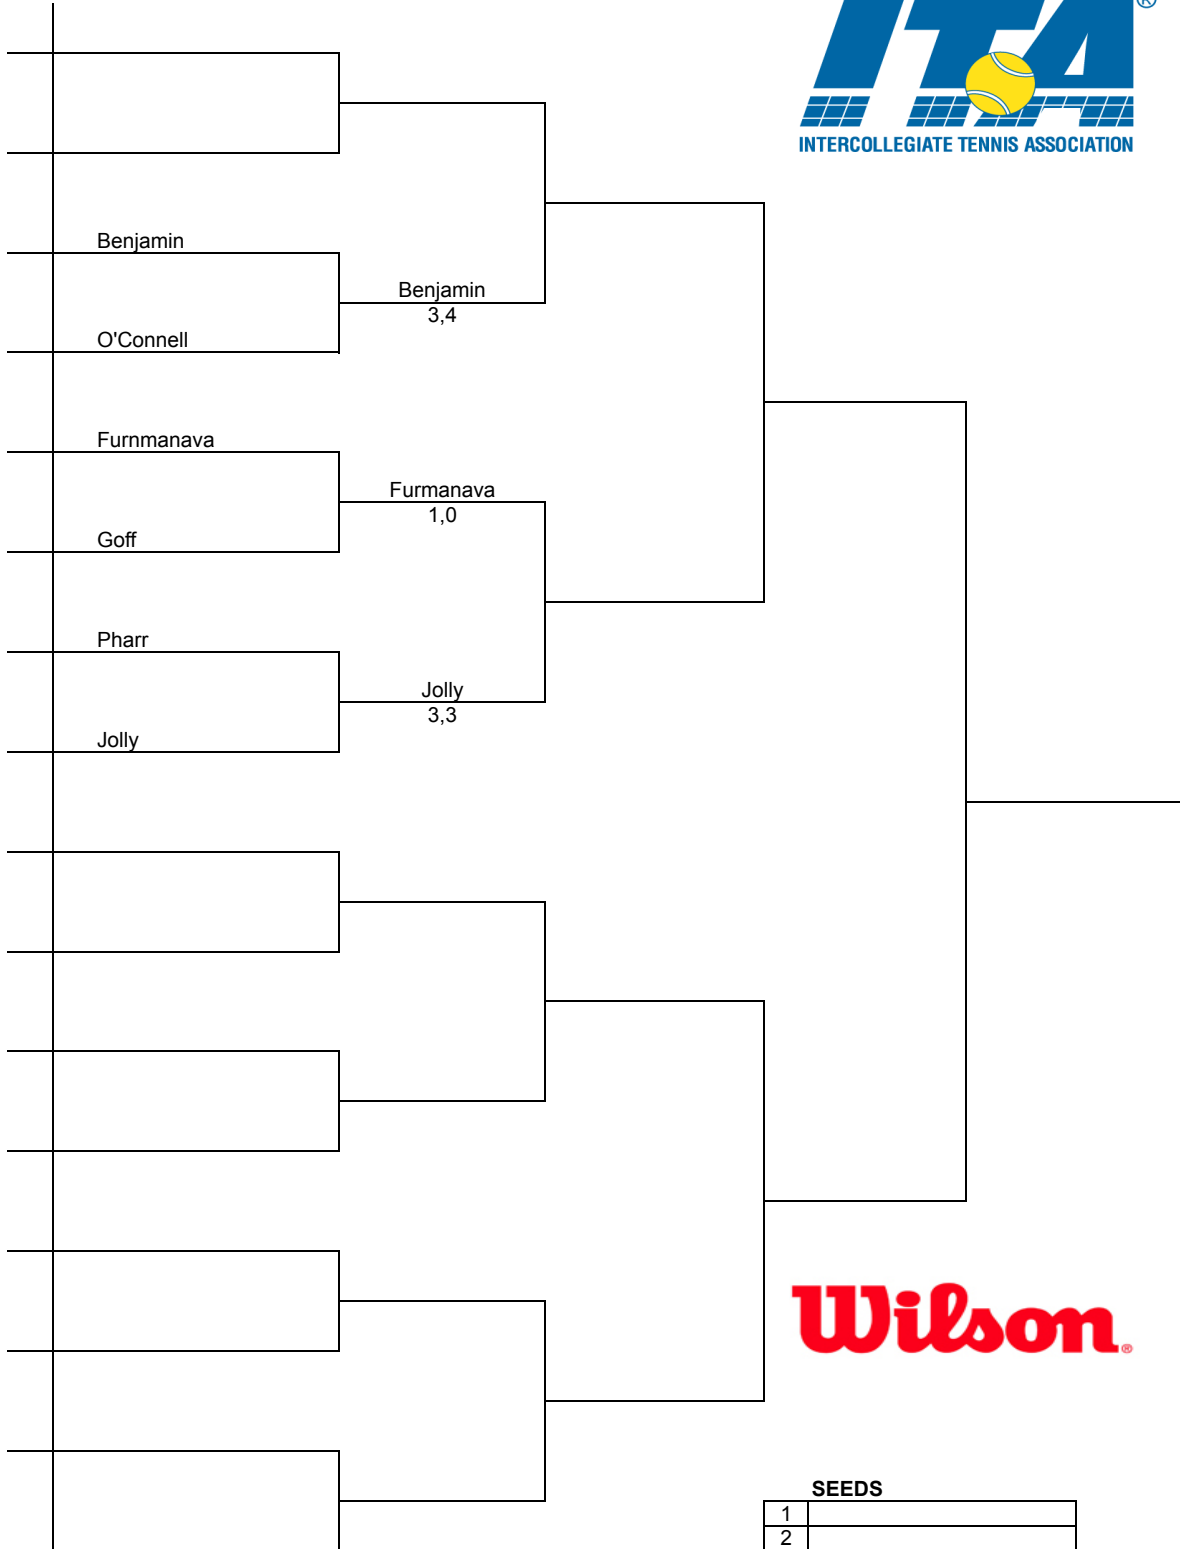 ITA®
INTERCOLLEGIATE TENNIS ASSOCIATION
Benjamin
Benjamin
3,4
O'Connell
Furnmanava
Furmanava
1,0
Goff
Pharr
Jolly
3,3
Jolly
Wilson®
SEEDS
1
2